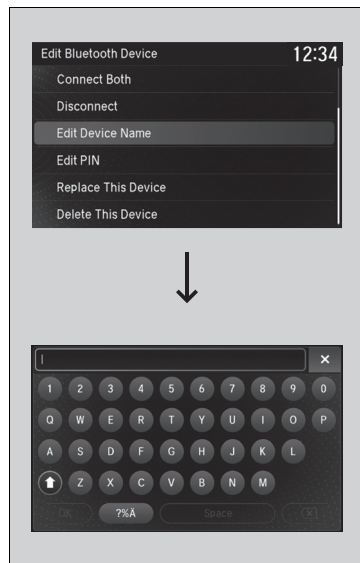 Edit Bluetooth Device 12:34
Connect Both
Disconnect
Edit Device Name
Edit PIN
Replace This Device
Delete This Device
1 2 3 4 5 6 7 8 9 0
Q W E R T Y U I O P
A S D F G H J K L
Z X C V B N M
OK ?%Ä Space